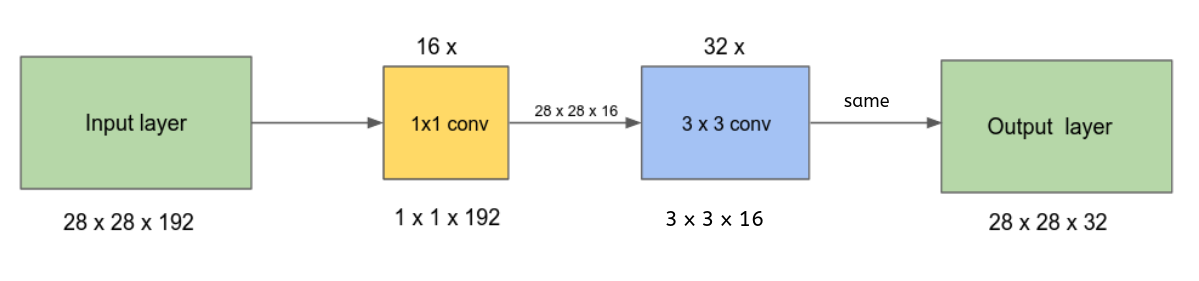 16 x
32 x
Input layer
1x1 conv
28 x 28 x 16
3 x 3 conv
same
Output layer
28 x 28 x 192
1 x 1 x 192
3 x 3 x 16
28 x 28 x 32